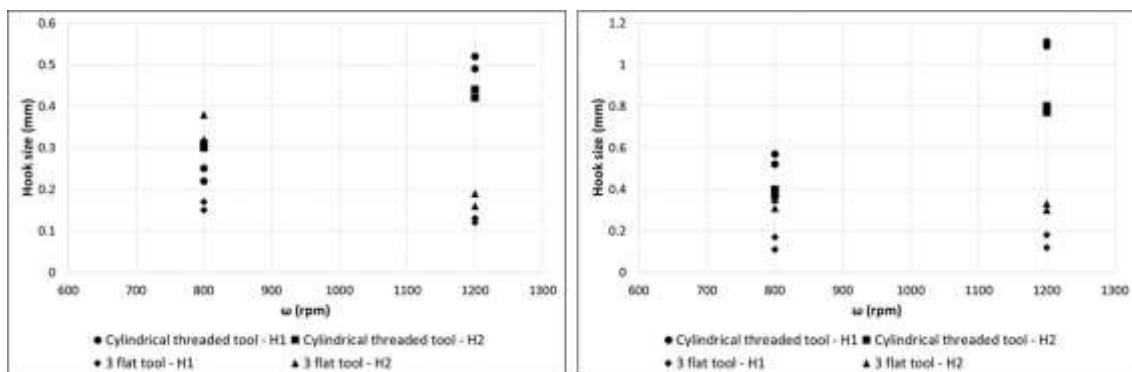 Hook size (mm)
0.6
0.5
0.4
0.3
0.2
0.1
0
600 700 800 900 1000 1100 1200 1300
ω (rpm)
● Cylindrical threaded tool - H1 ■ Cylindrical threaded tool - H2
◆ 3 flat tool - H1 ▲ 3 flat tool - H2
Hook size (mm)
1.2
1
0.8
0.6
0.4
0.2
0
600 700 800 900 1000 1100 1200 1300
ω (rpm)
● Cylindrical threaded tool - H1 ■ Cylindrical threaded tool - H2
◆ 3 flat tool - H1 ▲ 3 flat tool - H2